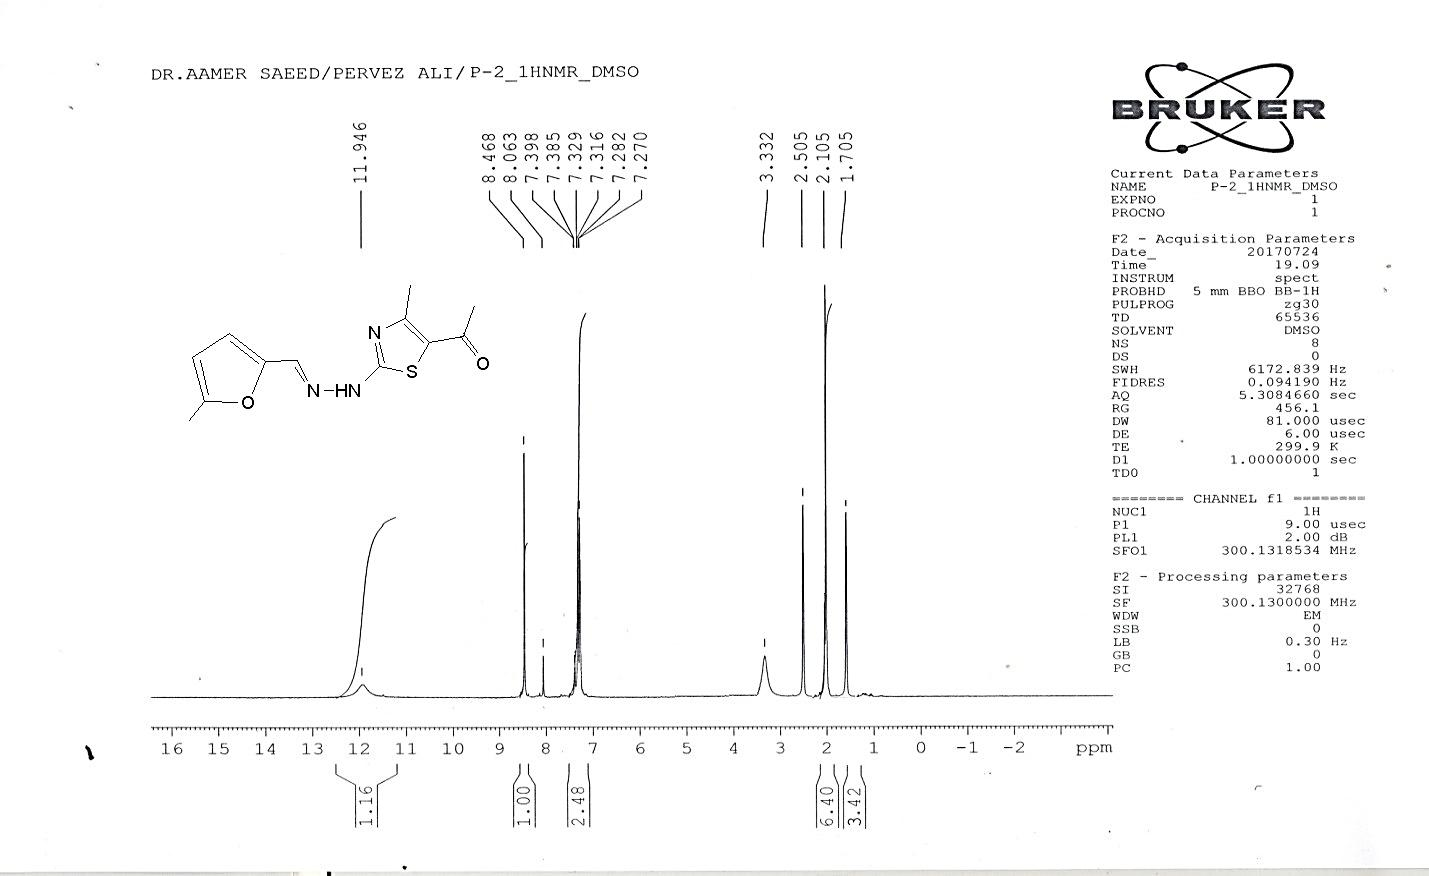 DR.AAMER SAEED/PERVEZ ALI/P-2_1HNMR_DMSO
11.946
8.468
8.063
7.398
7.385
7.329
7.316
7.282
7.270
3.332
2.505
2.105
1.705
BRUKER
Current Data Parameters
NAME P-2_1HNMR_DMSO
EXPNO 1
PROCNO 1
F2 - Acquisition Parameters
Date_ 20170724
Time 19.09
INSTRUM spect
PROBHD 5 mm BBO BB-1H
PULPROG zg30
TD 65536
SOLVENT DMSO
NS 8
DS 0
SWH 6172.839 Hz
FIDRES 0.094190 Hz
AQ 5.3084660 sec
RG 456.1
DW 81.000 usec
DE 6.00 usec
TE 299.9 K
D1 1.00000000 sec
TD0 1
======== CHANNEL f1 ========
NUC1 1H
P1 9.00 usec
PL1 2.00 dB
SFO1 300.1318534 MHz
F2 - Processing parameters
SI 32768
SF 300.1300000 MHz
WDW EM
SSB 0
LB 0.30 Hz
GB 0
PC 1.00
N
S
O
O
N-HN
16 15 14 13 12 11 10 9 8 7 6 5 4 3 2 1 0 -1 -2 ppm
1.16
1.00
2.48
6.40
3.42